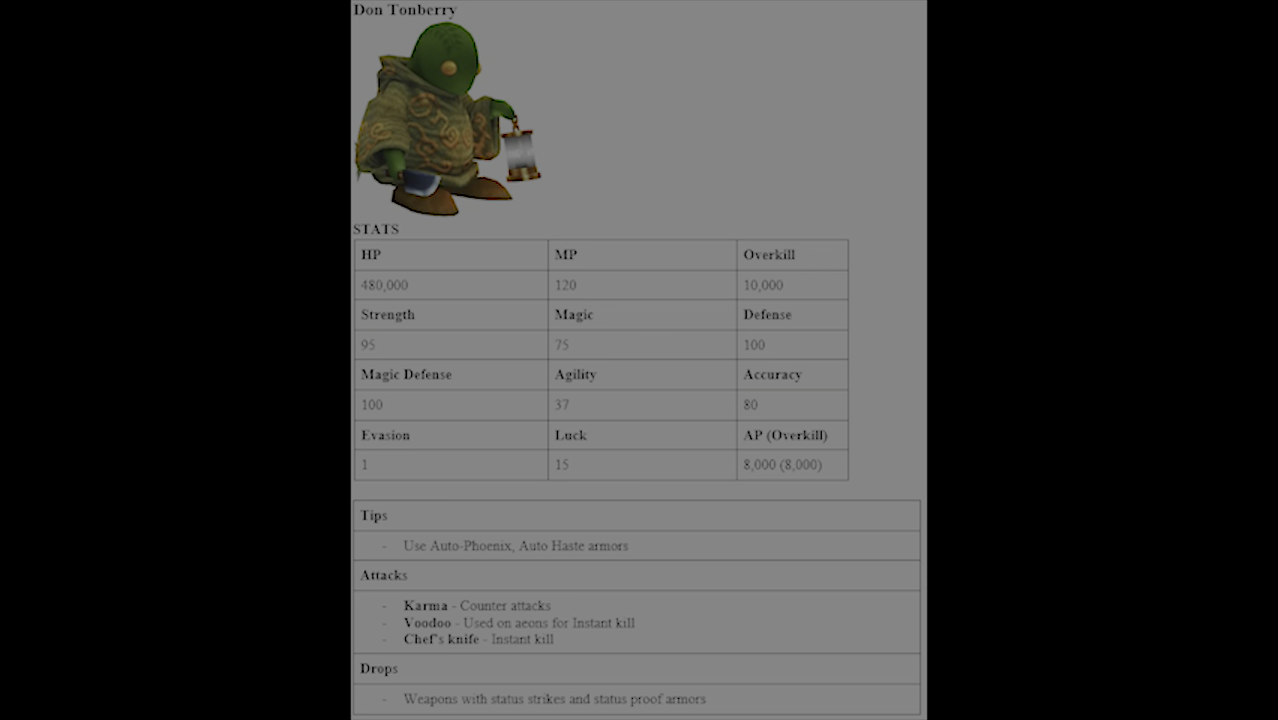 Don Tonberry
STATS
HP MP Overkill
480,000 120 10,000
Strength Magic Defense
95 75 100
Magic Defense Agility Accuracy
100 37 80
Evasion Luck AP (Overkill)
1 15 8,000 (8,000)
Tips
- Use Auto-Phoenix, Auto Haste armors
Attacks
- Karma - Counter attacks
- Voodoo - Used on aeons for Instant kill
- Chef's knife - Instant kill
Drops
- Weapons with status strikes and status proof armors